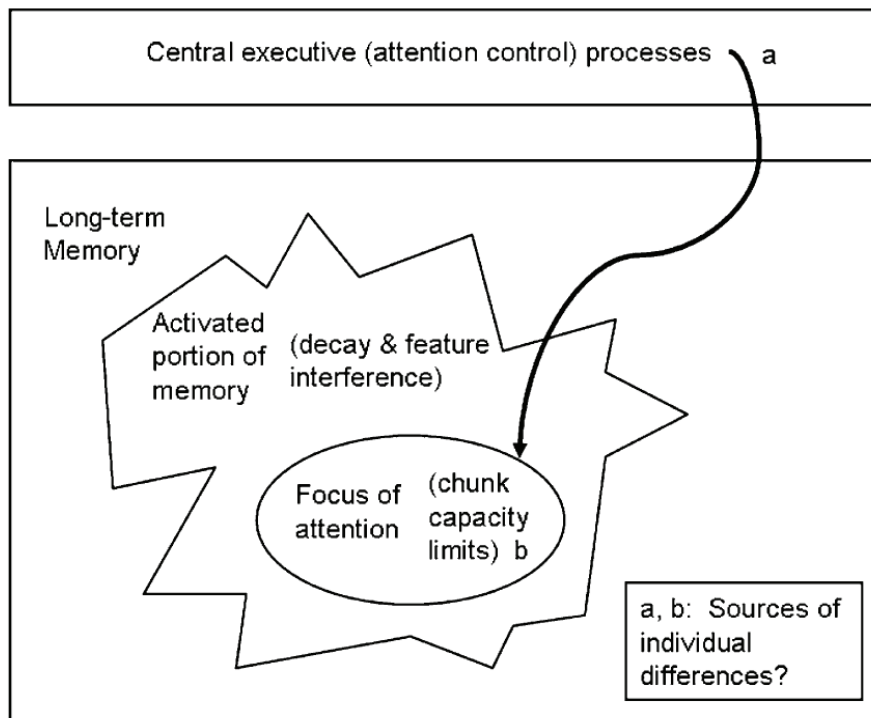 Central executive (attention control) processes a
Long-term
Memory
Activated
portion of
memory
(decay & feature
interference)
Focus of
attention
(chunk
capacity
limits) b
a, b: Sources of
individual
differences?